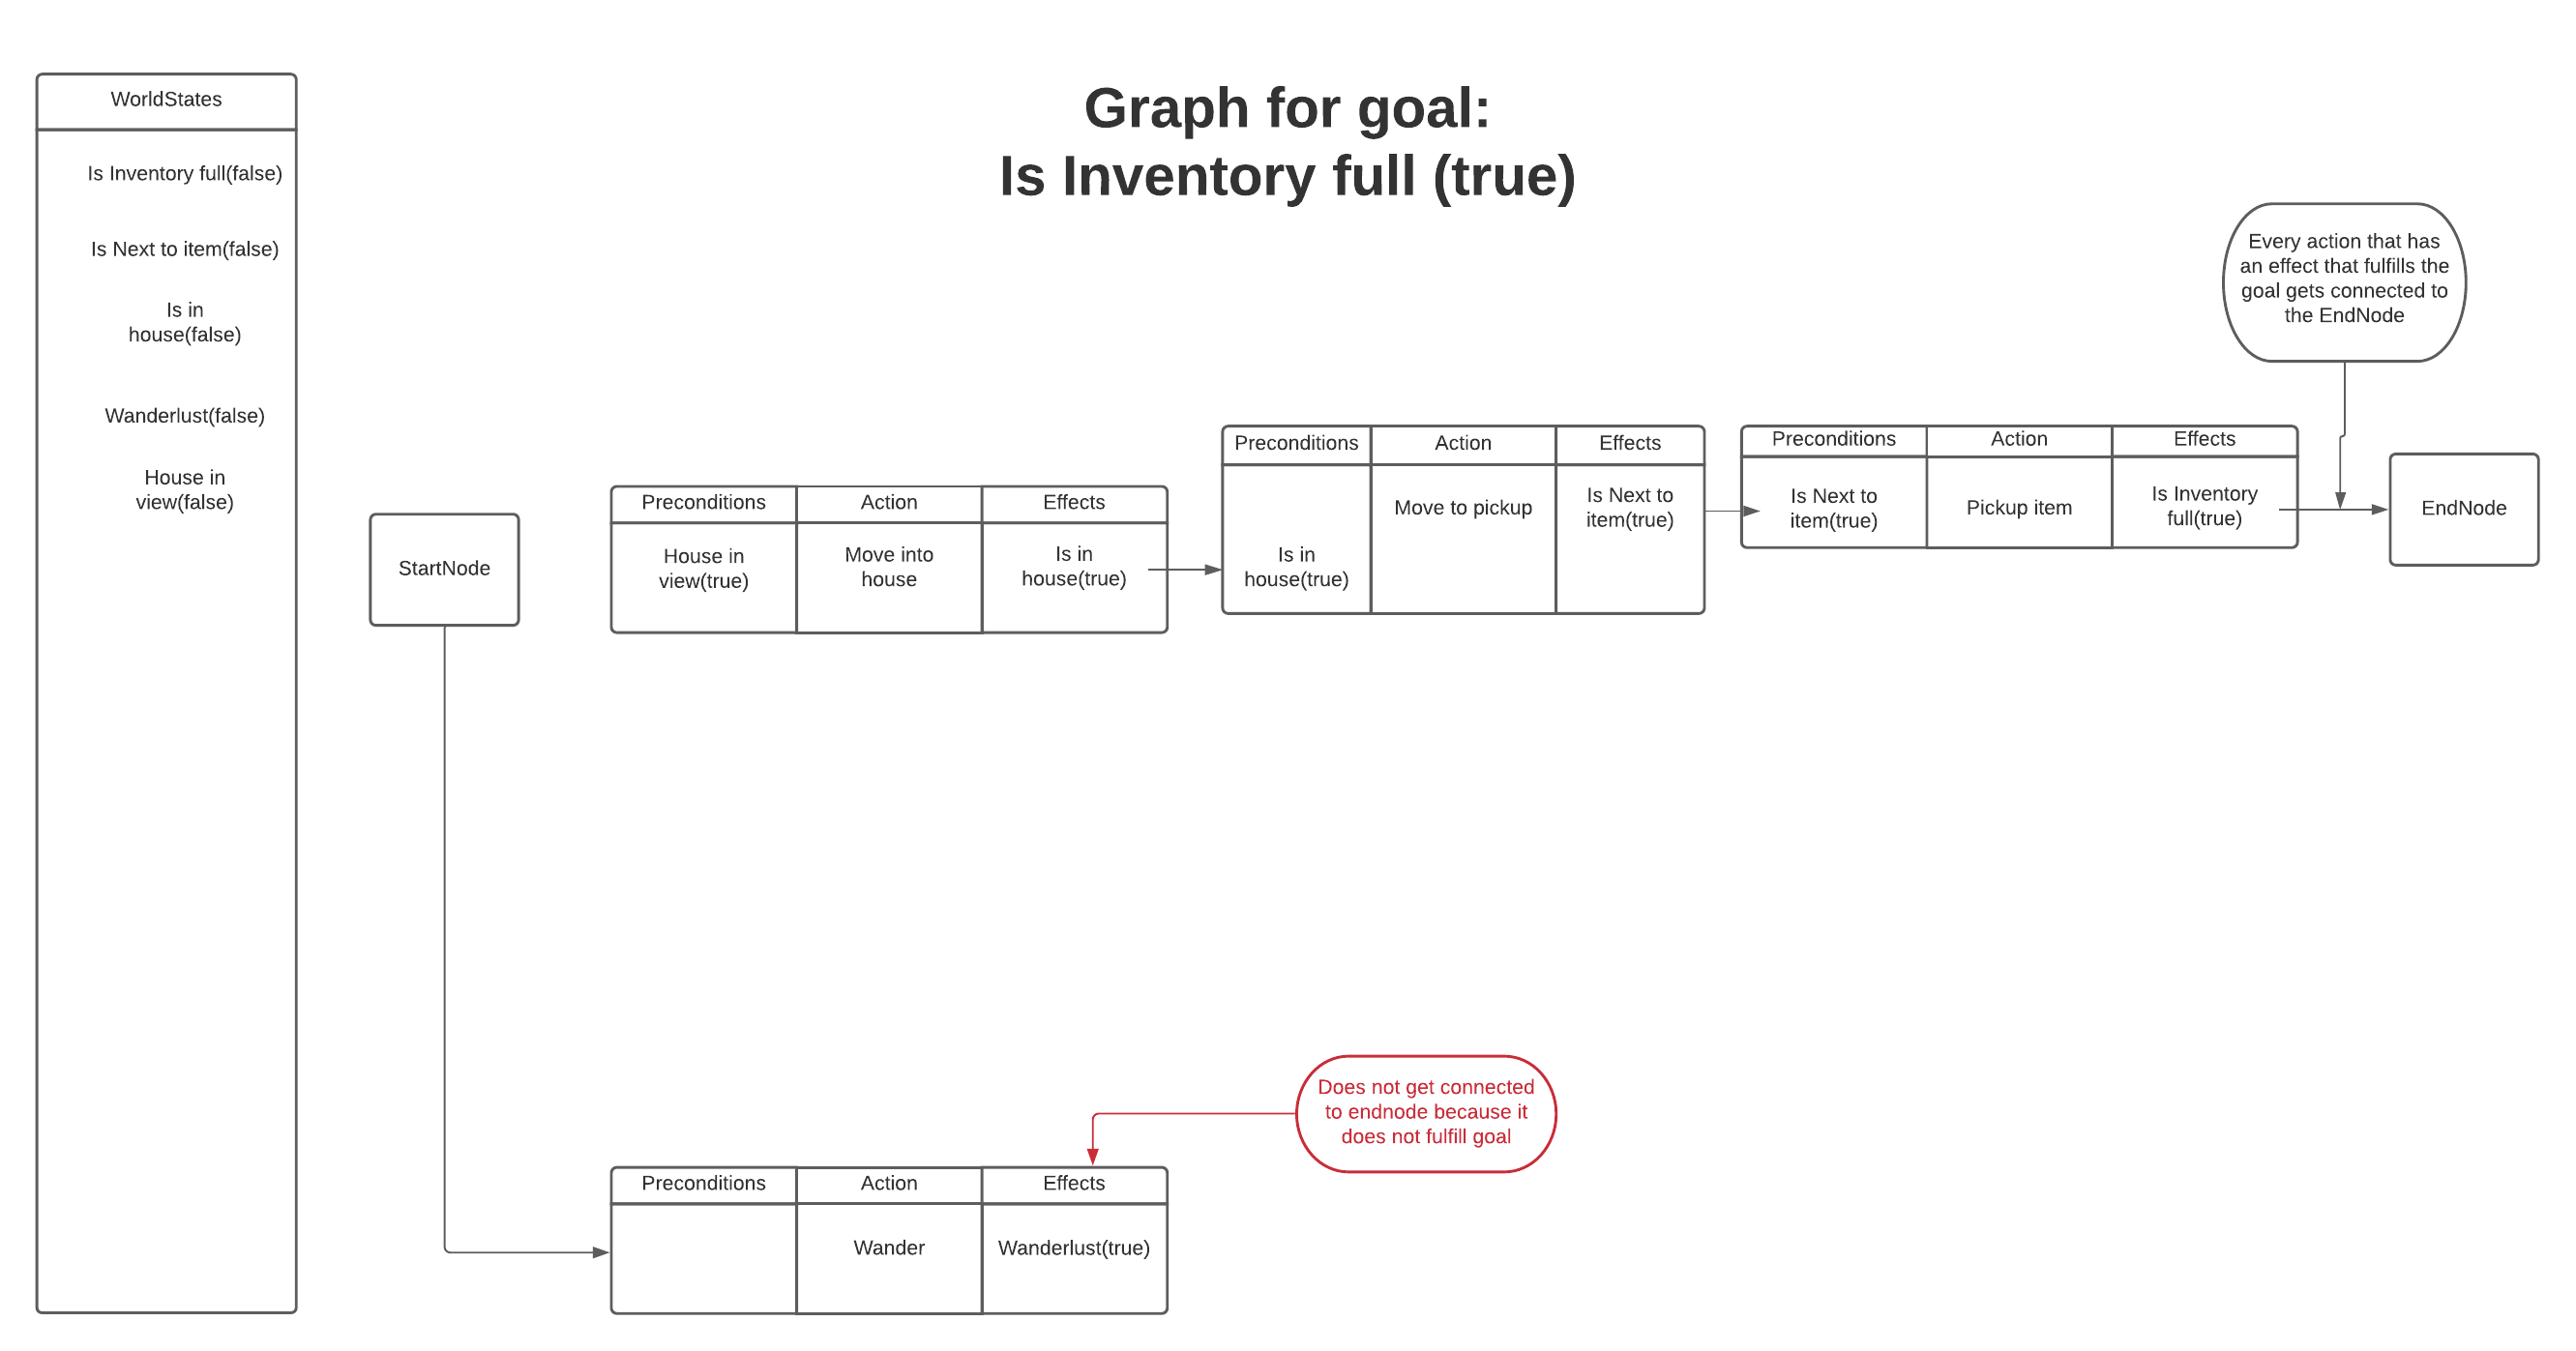 Graph for goal:
Is Inventory full (true)
WorldStates
Is Inventory full(false)
Is Next to item(false)
Is in
house(false)
Wanderlust(false)
House in
view(false)
StartNode
Preconditions
Action
Effects
House in
view(true)
Move into
house
Is in
house(true)
Preconditions
Action
Effects
Is in
house(true)
Move to pickup
Is Next to
item(true)
Preconditions
Action
Effects
Is Next to
item(true)
Pickup item
Is Inventory
full(true)
Every action that has
an effect that fulfills the
goal gets connected to
the EndNode
EndNode
Does not get connected
to endnode because it
does not fulfill goal
Preconditions
Action
Effects
Wander
Wanderlust(true)